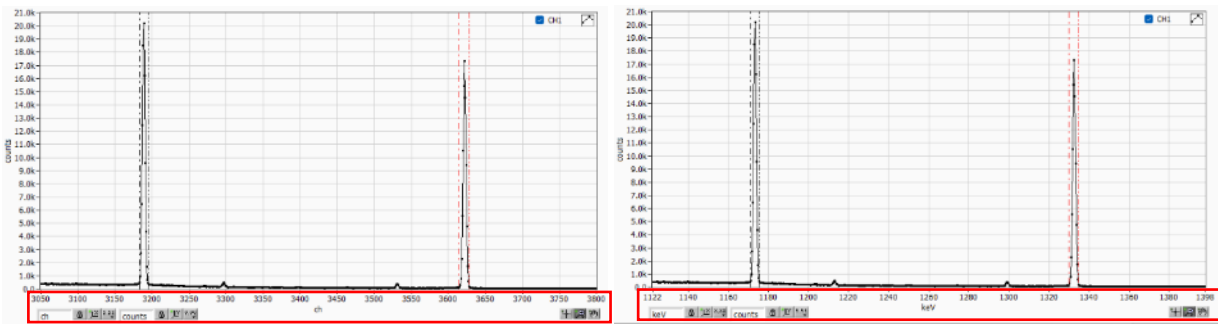 21.0k
20.0k
19.0k
18.0k
17.0k
16.0k
15.0k
14.0k
13.0k
12.0k
11.0k
10.0k
9.0k
8.0k
7.0k
6.0k
5.0k
4.0k
3.0k
2.0k
1.0k
0.0
counts
CH1
3050 3100 3150 3200 3250 3300 3350 3400 3450 3500 3550 3600 3650 3700 3750 3800
ch
ch counts
21.0k
20.0k
19.0k
18.0k
17.0k
16.0k
15.0k
14.0k
13.0k
12.0k
11.0k
10.0k
9.0k
8.0k
7.0k
6.0k
5.0k
4.0k
3.0k
2.0k
1.0k
counts
CH1
1122 1140 1160 1180 1200 1220 1240 1260 1280 1300 1320 1340 1360 1380 1390
keV
keV counts